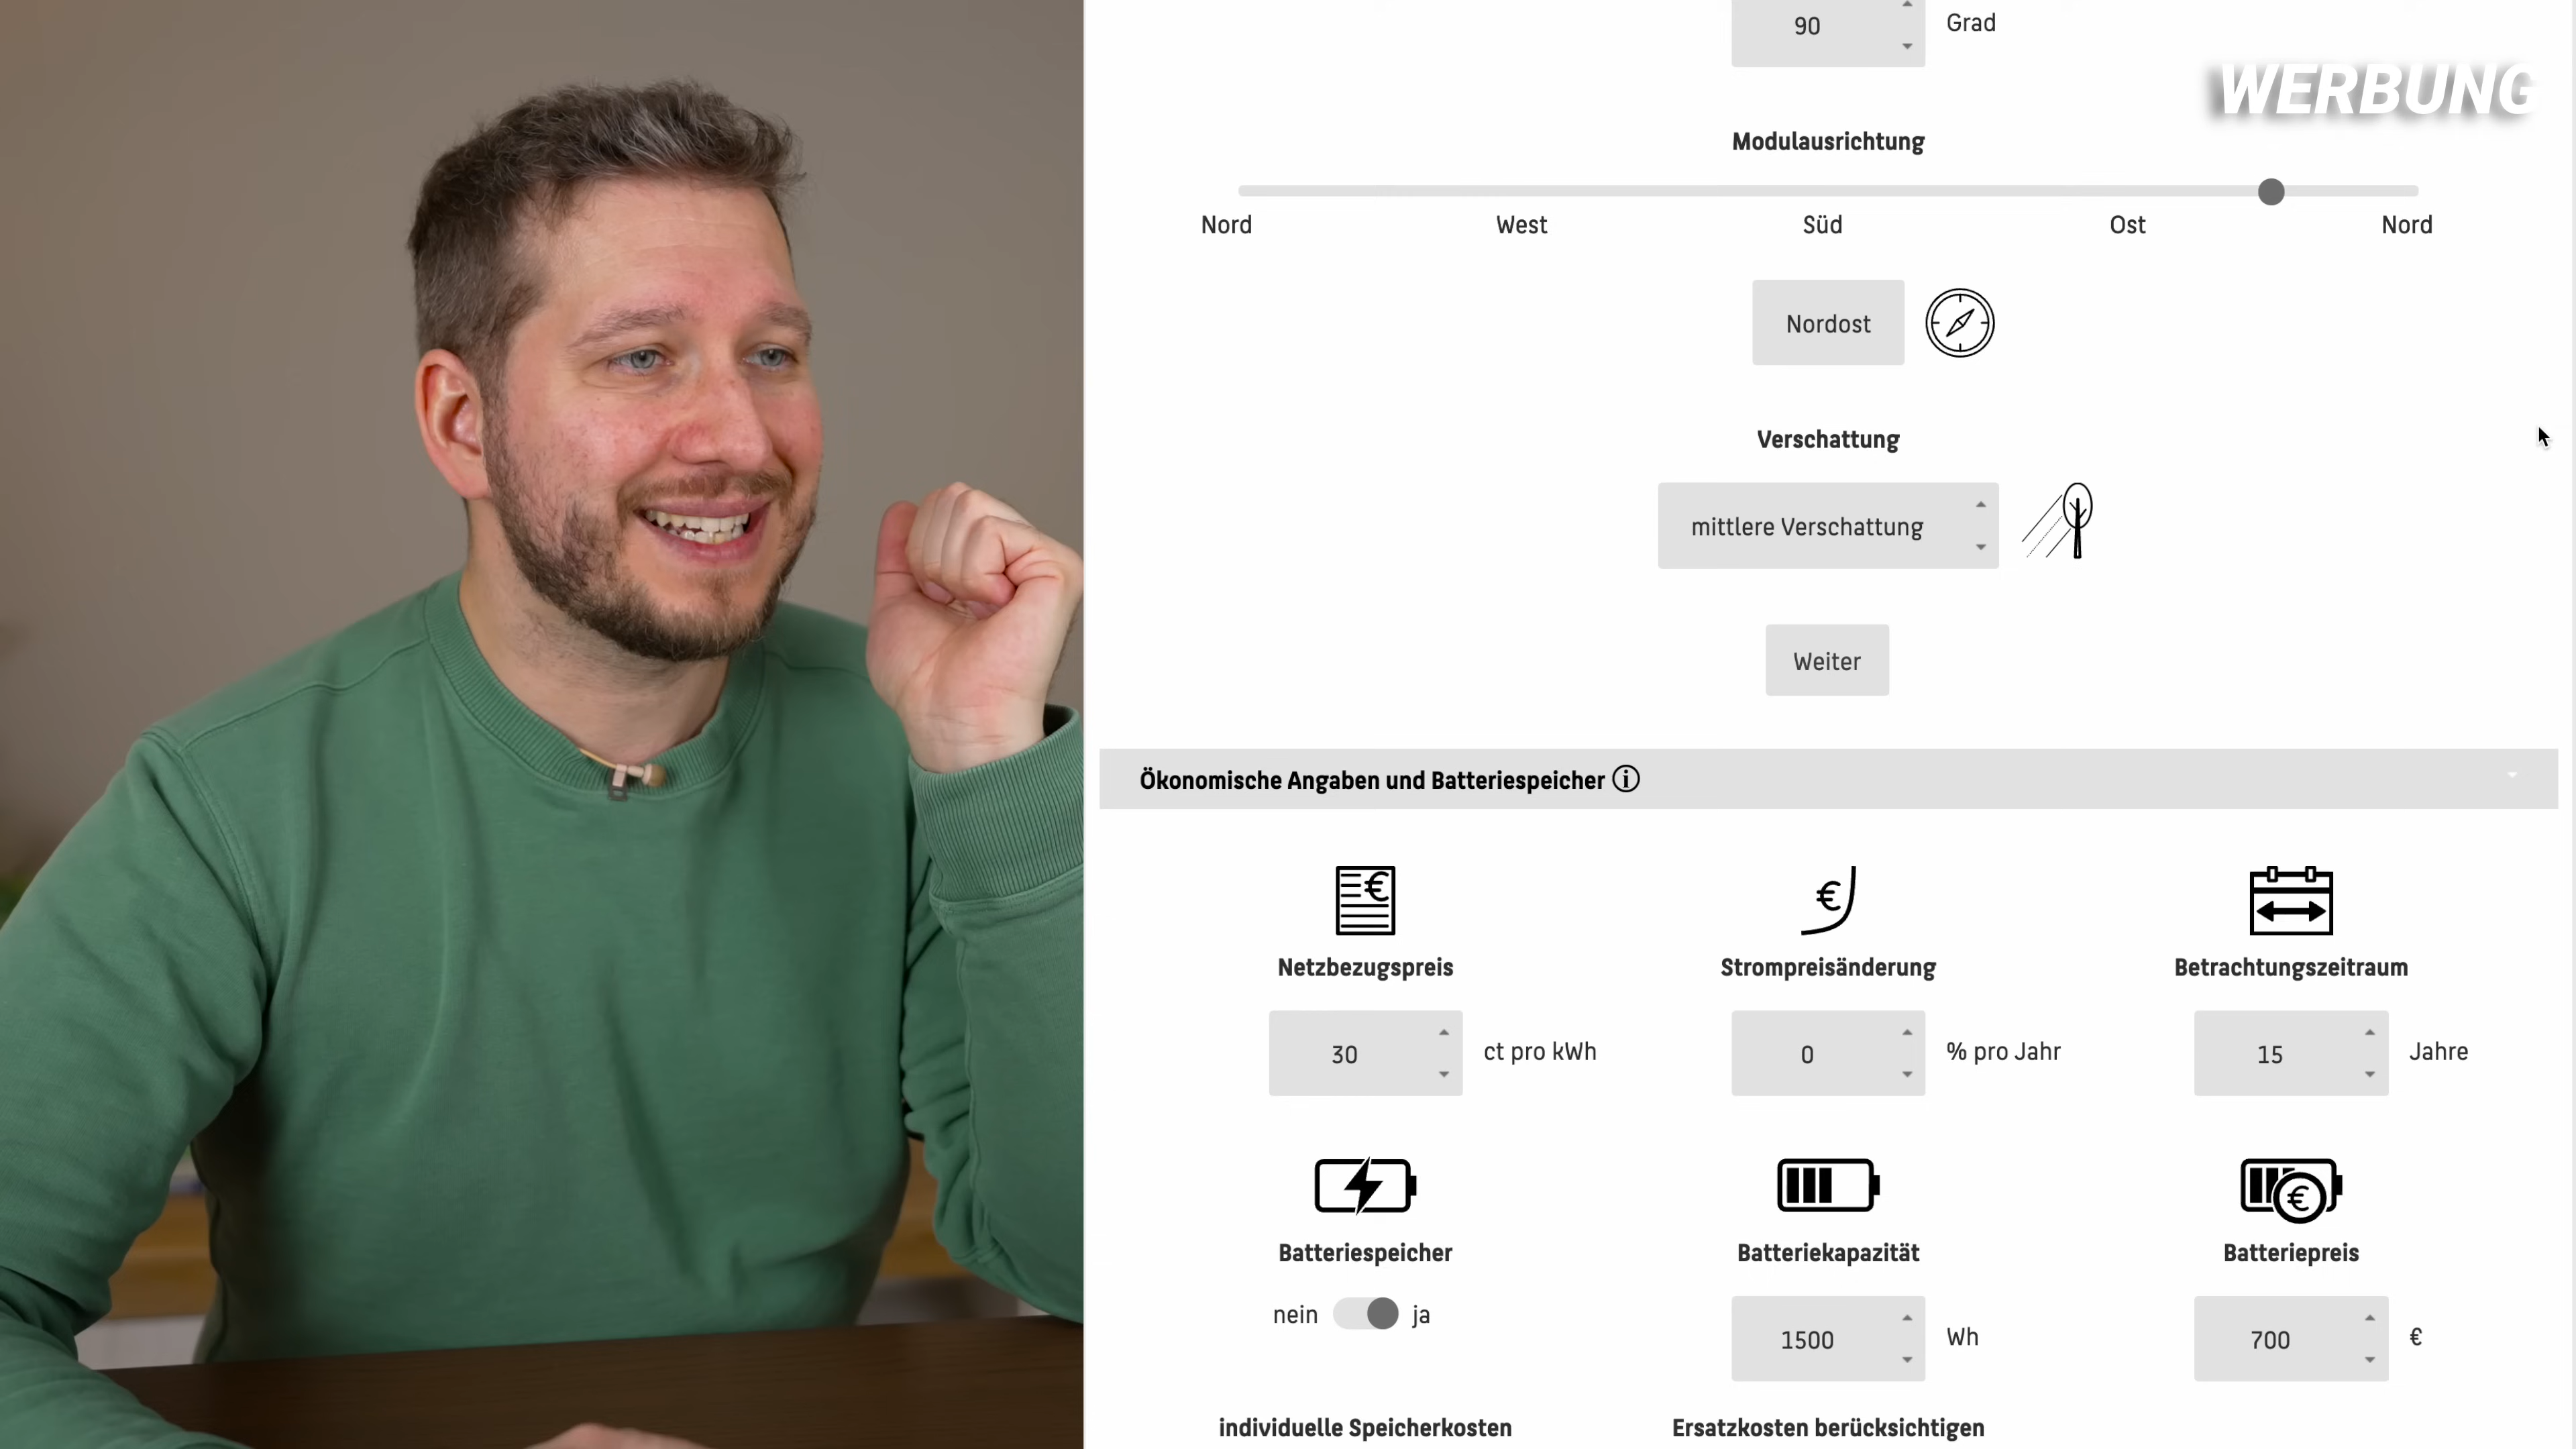 90 Grad
WERBUNG
Modulausrichtung
Nord West Süd Ost Nord
Nordost
Verschattung
mittlere Verschattung
Weiter
Ökonomische Angaben und Batteriespeicher
Netzbezugspreis Strompreisänderung Betrachtungszeitraum
30 ct pro kWh 0 % pro Jahr 15 Jahre
Batteriespeicher Batteriekapazität Batteriepreis
nein ja 1500 Wh 700 €
individuelle Speicherkosten Ersatzkosten berücksichtigen